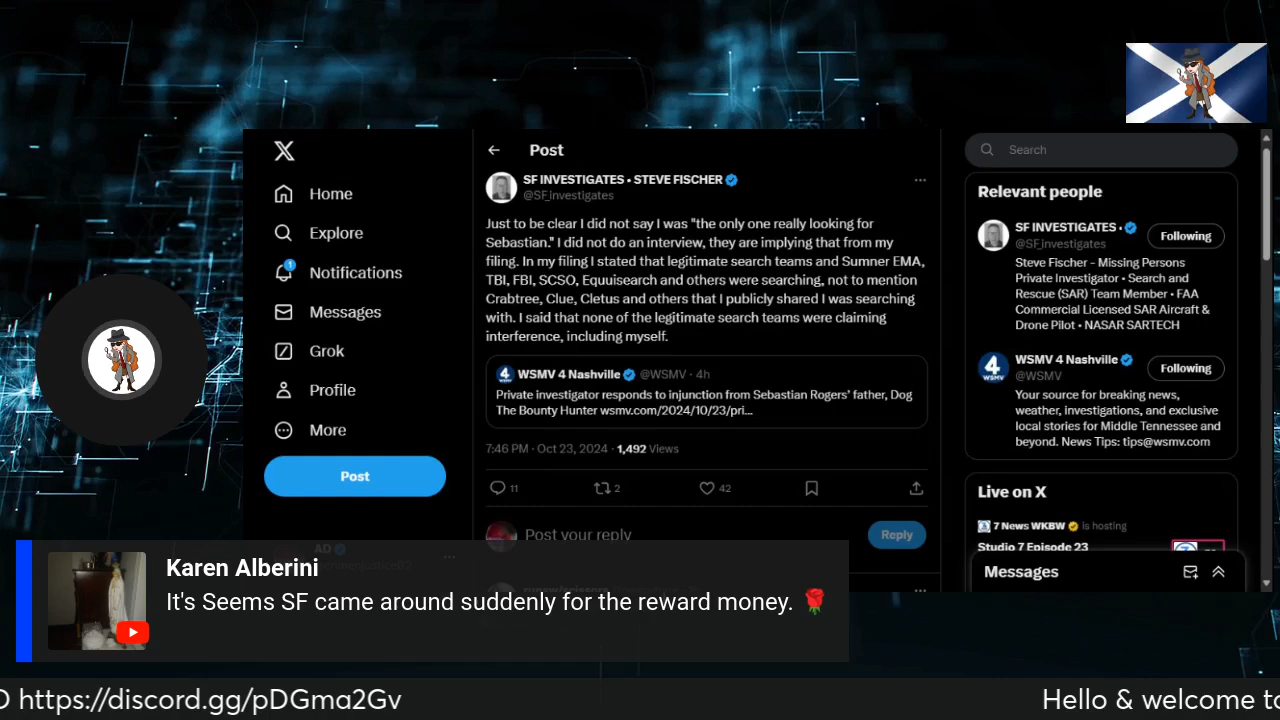 Home
Explore
1
Notifications
Messages
Grok
Profile
More
Post
Post
SF INVESTIGATES • STEVE FISCHER
@SF_investigates
Just to be clear I did not say I was "the only one really looking for
Sebastian." I did not do an interview, they are implying that from my
filing. In my filing I stated that legitimate search teams and Sumner EMA,
TBI, FBI, SCSO, Equuisearch and others were searching, not to mention
Crabtree, Clue, Cletus and others that I publicly shared I was searching
with. I said that none of the legitimate search teams were claiming
interference, including myself.
WSMV 4 Nashville @WSMV · 4h
Private investigator responds to injunction from Sebastian Rogers’ father, Dog
The Bounty Hunter wsmv.com/2024/10/23/pri...
7:46 PM · Oct 23, 2024 · 1,492 Views
11
2
42
Post your reply
Reply
Search
Relevant people
SF INVESTIGATES •
@SF_investigates
Following
Steve Fischer – Missing Persons
Private Investigator • Search and
Rescue (SAR) Team Member • FAA
Commercial Licensed SAR Aircraft &
Drone Pilot • NASAR SARTECH
WSMV 4 Nashville
@WSMV
Following
Your source for breaking news,
weather, investigations, and exclusive
local stories for Middle Tennessee and
beyond. News Tips: tips@wsmv.com
Live on X
7 News WKBW is hosting
Studio 7 Episode 23
Messages
AD
Karen Alberini
It's Seems SF came around suddenly for the reward money. 🌹
D https://discord.gg/pDGma2Gv
Hello & welcome to